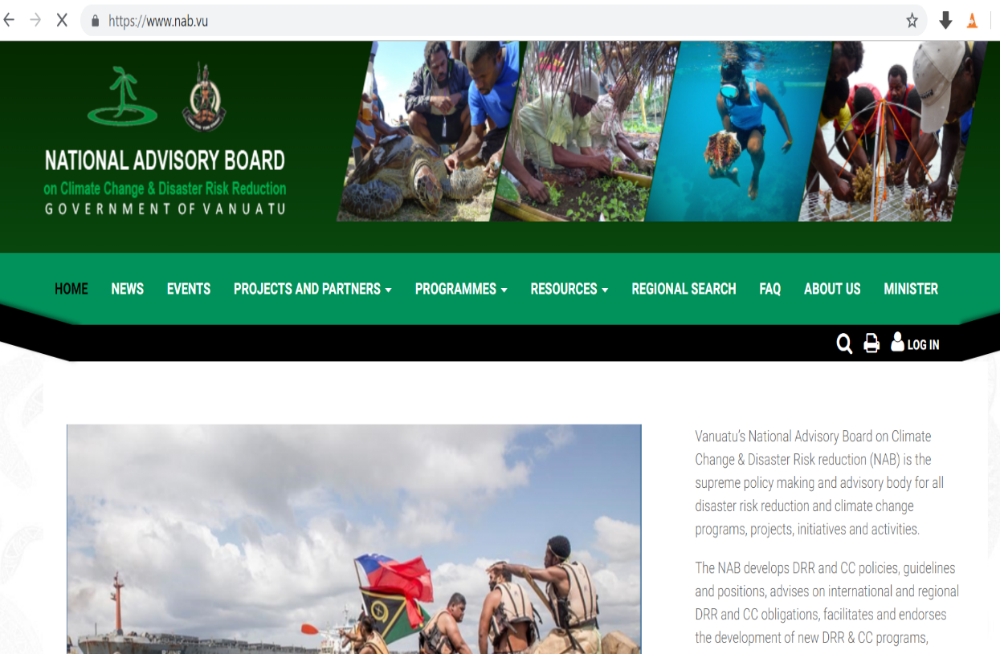 https://www.nab.vu
NATIONAL ADVISORY BOARD
on Climate Change & Disaster Risk Reduction
GOVERNMENT OF VANUATU
HOME NEWS EVENTS PROJECTS AND PARTNERS PROGRAMMES RESOURCES REGIONAL SEARCH FAQ ABOUT US MINISTER
LOG IN
Vanuatu's National Advisory Board on Climate
Change & Disaster Risk reduction (NAB) is the
supreme policy making and advisory body for all
disaster risk reduction and climate change
programs, projects, initiatives and activities.
The NAB develops DRR and CC policies, guidelines
and positions, advises on international and regional
DRR and CC obligations, facilitates and endorses
the development of new DRR & CC programs,